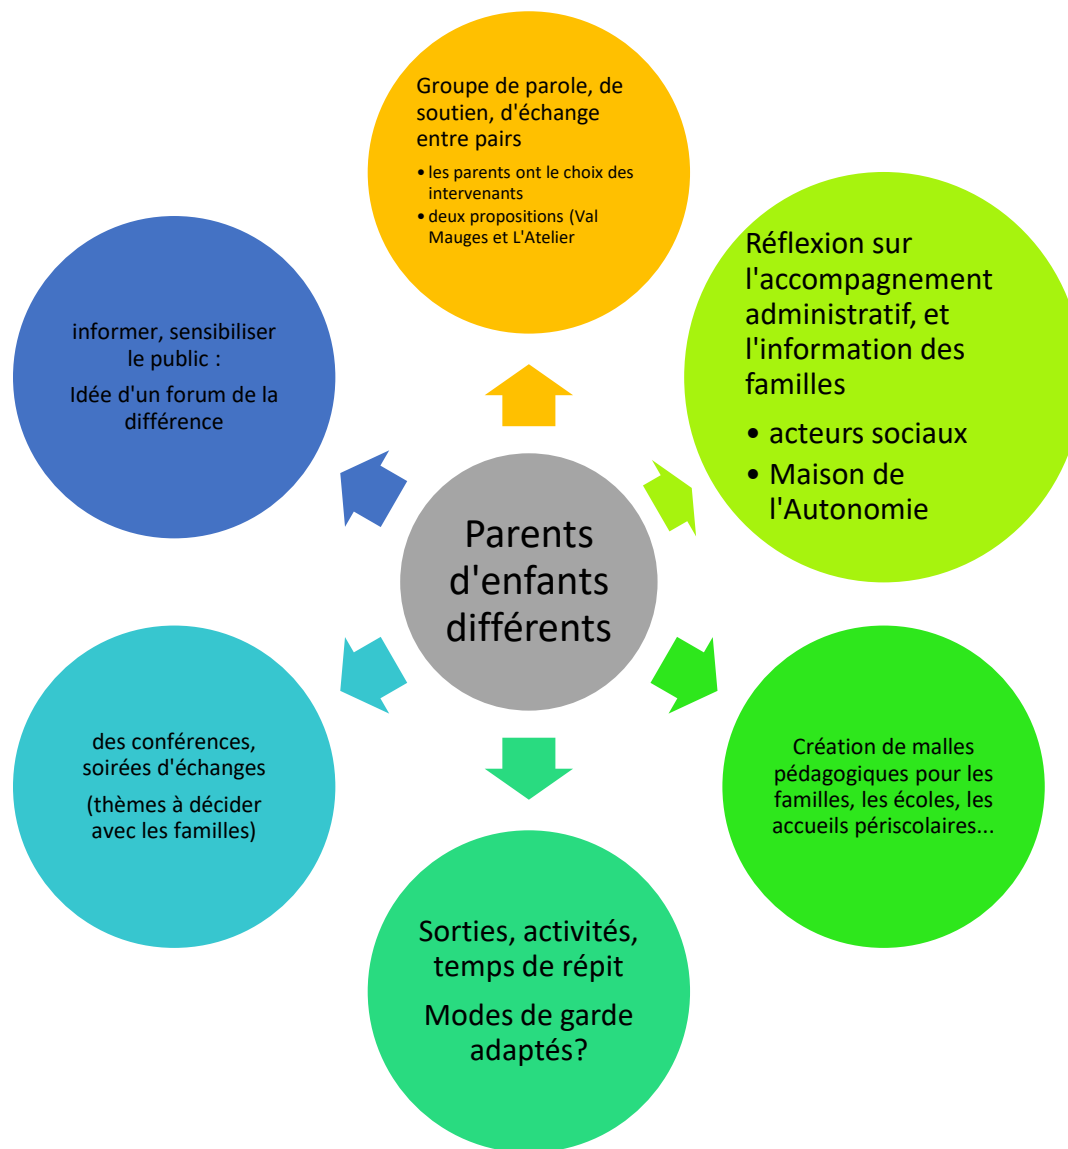 Groupe de parole, de
soutien, d'échange
entre pairs
• les parents ont le choix des
intervenants
• deux propositions (Val
Mauges et L'Atelier
Réflexion sur
l'accompagnement
administratif, et
l'information des
familles
• acteurs sociaux
• Maison de
l'Autonomie
informer, sensibiliser
le public :
Idée d'un forum de la
différence
Parents
d'enfants
différents
des conférences,
soirées d'échanges
(thèmes à décider
avec les familles)
Création de malles
pédagogiques pour les
familles, les écoles, les
accueils périscolaires...
Sorties, activités,
temps de répit
Modes de garde
adaptés?